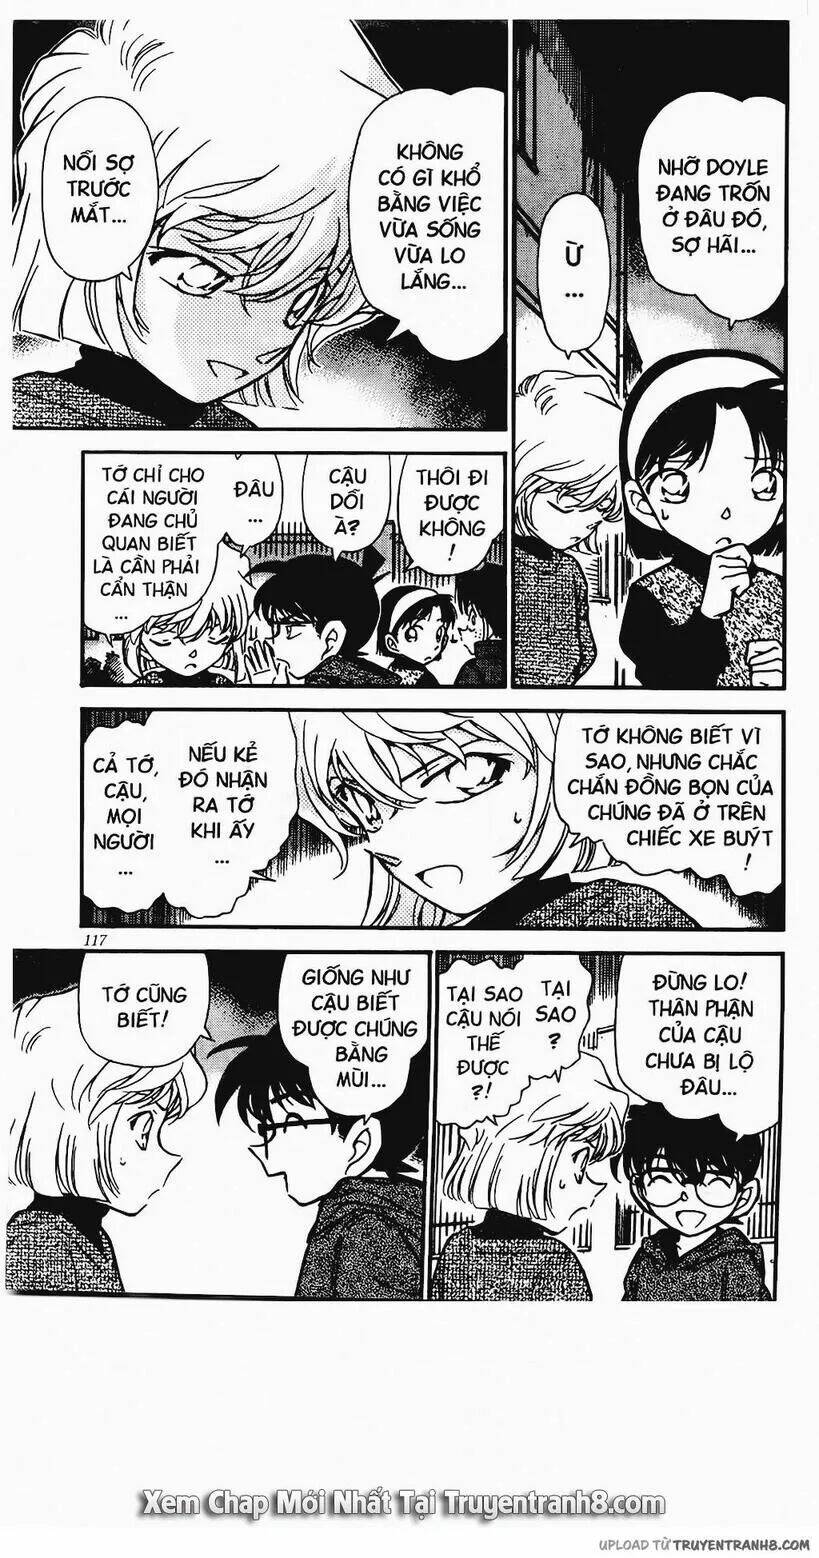 NHỠ DOYLE
ĐANG TRỐN
Ở ĐÂU ĐÓ,
SỢ HÃI...
Ừ
...
KHÔNG
CÓ GÌ KHỔ
BẰNG VIỆC
VỪA SỐNG
VỪA LO
LẮNG...
NỖI SỢ
TRƯỚC
MẮT...
THÔI ĐI
ĐƯỢC
KHÔNG
!
CẬU
DỖI
À?
ĐÂU
...
TỚ CHỈ CHO
CÁI NGƯỜI
ĐANG CHỦ
QUAN BIẾT
LÀ CẦN PHẢI
CẨN THẬN
...
TỚ KHÔNG BIẾT VÌ
SAO, NHƯNG CHẮC
CHẮN ĐỒNG BỌN CỦA
CHÚNG ĐÃ Ở TRÊN
CHIẾC XE BUÝT
!
NẾU KẺ
ĐÓ NHẬN
RA TỚ
KHI ẤY
...
CẢ TỚ,
CẬU,
MỌI
NGƯỜI
...
117
ĐỪNG LO!
THÂN PHẬN
CỦA CẬU
CHƯA BỊ LỘ
ĐÂU...
TẠI
SAO
?
TẠI SAO
CẬU NÓI
THẾ
ĐƯỢC
?!
GIỐNG NHƯ
CẬU BIẾT
ĐƯỢC CHÚNG
BẰNG
MÙI...
TỚ CŨNG
BIẾT!
Xem Chap Mới Nhất Tại Truyentranh8.com
UPLOAD TỪ TRUYENTRANH8.COM